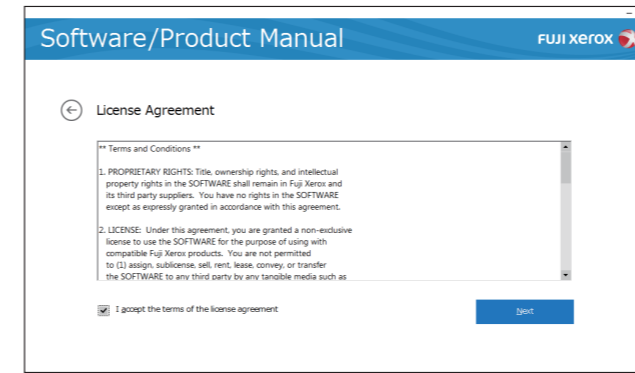 Software/Product Manual
FUJI xerox
License Agreement
** Terms and Conditions **
1. PROPRIETARY RIGHTS: Title, ownership rights, and intellectual
property rights in the SOFTWARE shall remain in Fuji Xerox and
its third party suppliers. You have no rights in the SOFTWARE
except as expressly granted in accordance with this agreement.
2. LICENSE: Under this agreement, you are granted a non-exclusive
license to use the SOFTWARE for the purpose of using with
compatible Fuji Xerox products. You are not permitted
to (1) assign, sublicense, sell, rent, lease, convey, or transfer
the SOFTWARE to any third party by any tangible media such as
I accept the terms of the license agreement
Next